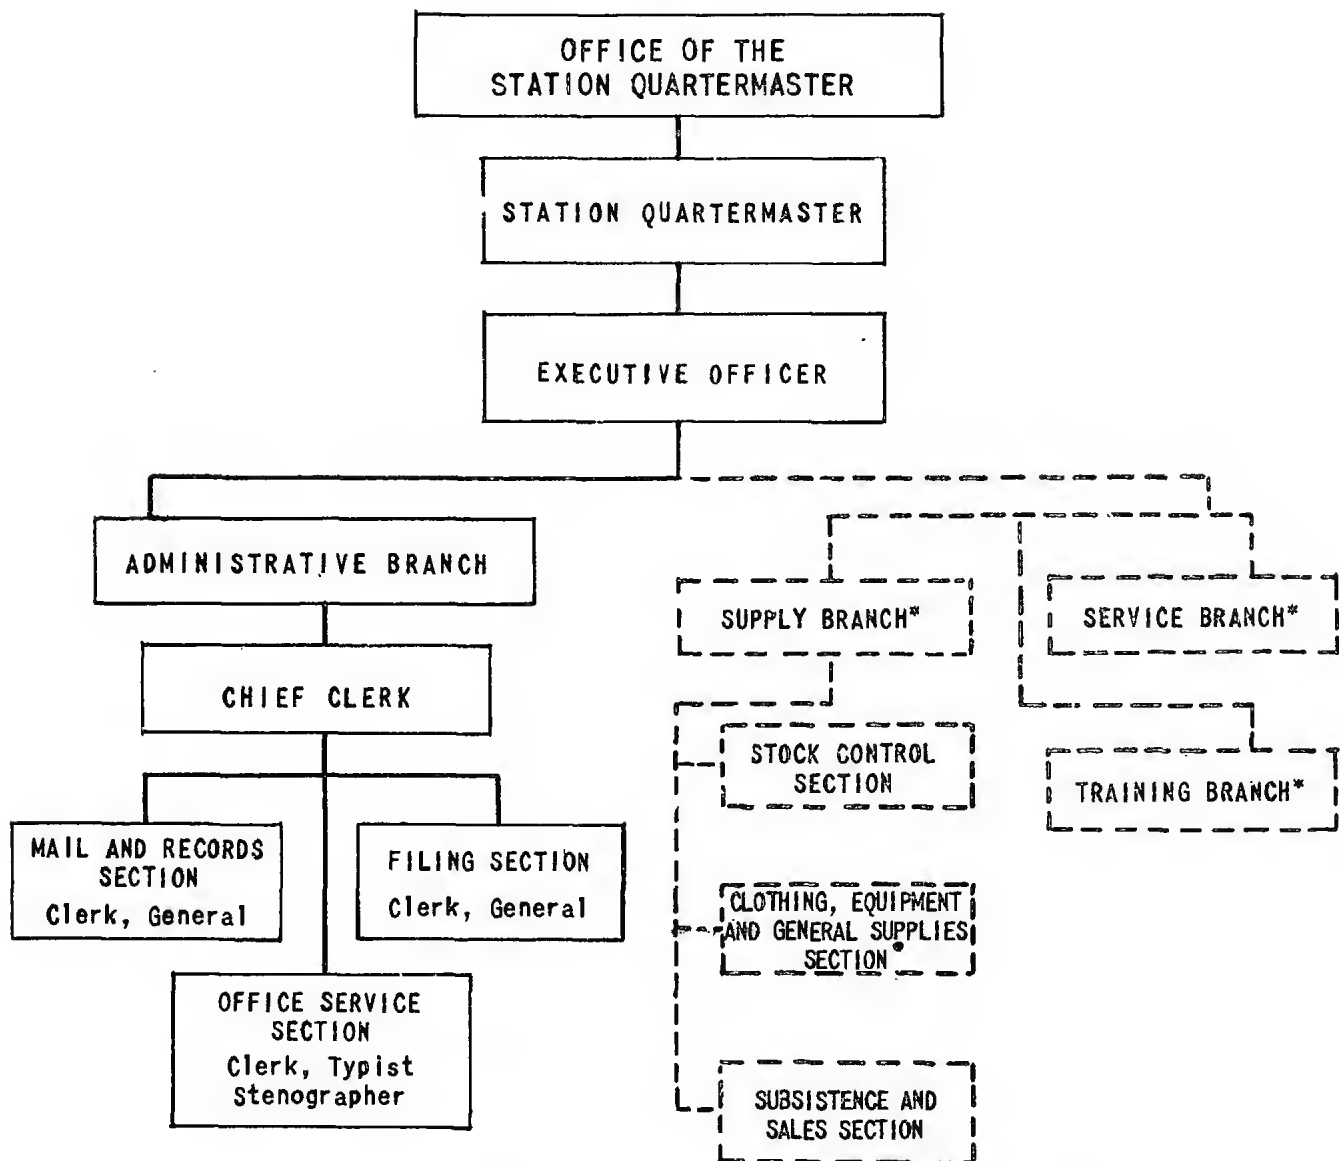 OFFICE OF THE
STATION QUARTERMASTER
STATION QUARTERMASTER
EXECUTIVE OFFICER
ADMINISTRATIVE BRANCH
CHIEF CLERK
MAIL AND RECORDS
SECTION
Clerk, General
FILING SECTION
Clerk, General
OFFICE SERVICE
SECTION
Clerk, Typist
Stenographer
SUPPLY BRANCH*
SERVICE BRANCH*
STOCK CONTROL
SECTION
TRAINING BRANCH*
CLOTHING, EQUIPMENT
AND GENERAL SUPPLIES
SECTION*
SUBSISTENCE AND
SALES SECTION